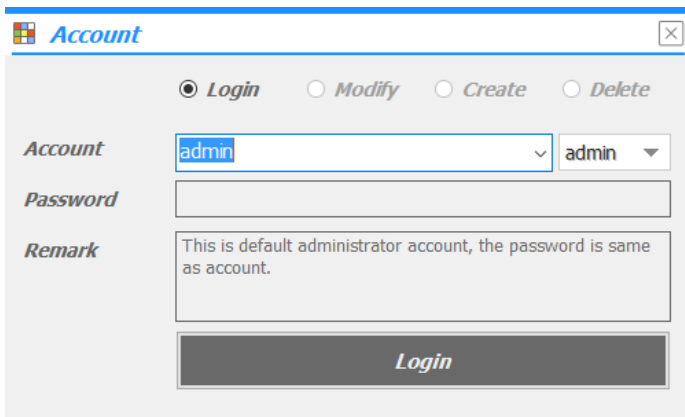 Account
Login Modify Create Delete
Account admin admin
Password
Remark This is default administrator account, the password is same
as account.
Login